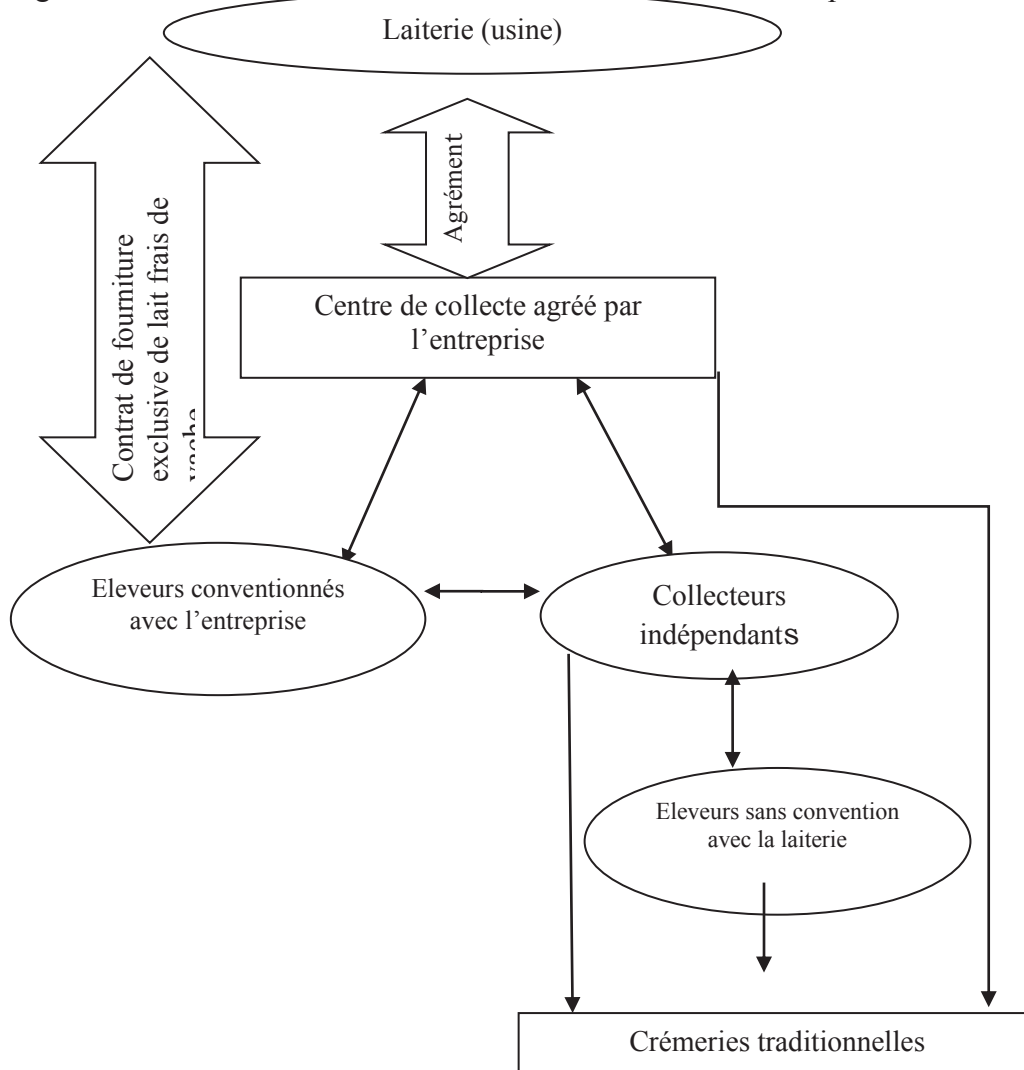 Laiterie (usine)
Agrément
Contrat de fourniture
exclusive de lait frais de
Centre de collecte agréé par
l’entreprise
Eleveurs conventionnés
avec l’entreprise
Collecteurs
indépendants
Eleveurs sans convention
avec la laiterie
Crémeries traditionnelles